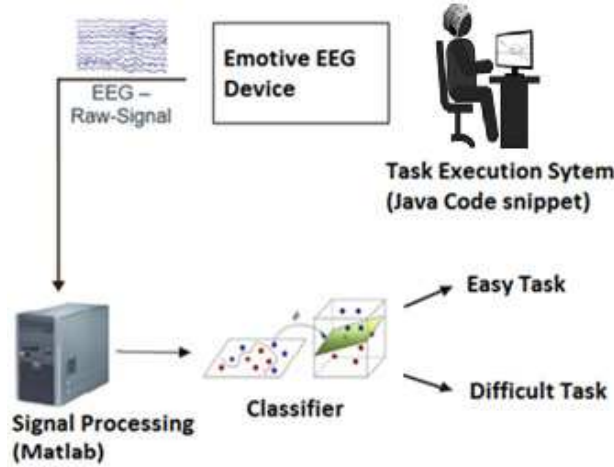 Emotive EEG
Device
EEG –
Raw-Signal
Task Execution Sytem
(Java Code snippet)
Easy Task
ϕ
Classifier
Difficult Task
Signal Processing
(Matlab)